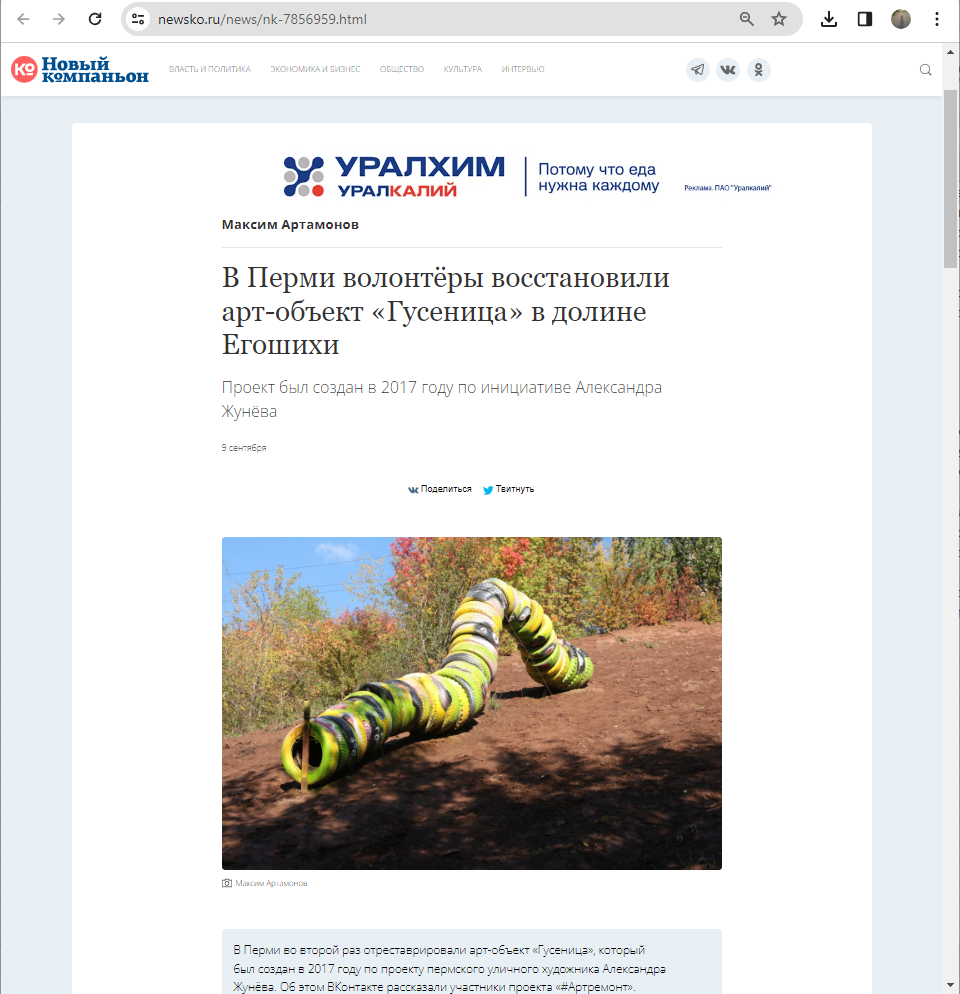 newsko.ru/news/nk-7856959.html
Ко Новый
компаньон
ВЛАСТЬ И ПОЛИТИКА ЭКОНОМИКА И БИЗНЕС ОБЩЕСТВО КУЛЬТУРА ИНТЕРВЬЮ
УРАЛХИМ
УРАЛКАЛИЙ
Потому что еда
нужна каждому
Реклама. ПАО "Уралкалий"
Максим Артамонов
В Перми волонтёры восстановили
арт-объект «Гусеница» в долине
Егошихи
Проект был создан в 2017 году по инициативе Александра
Жунёва
9 сентября
Поделиться Твитнуть
Максим Артамонов
В Перми во второй раз отреставрировали арт-объект «Гусеница», который
был создан в 2017 году по проекту пермского уличного художника Александра
Жунёва. Об этом ВКонтакте рассказали участники проекта «#Артремонт».